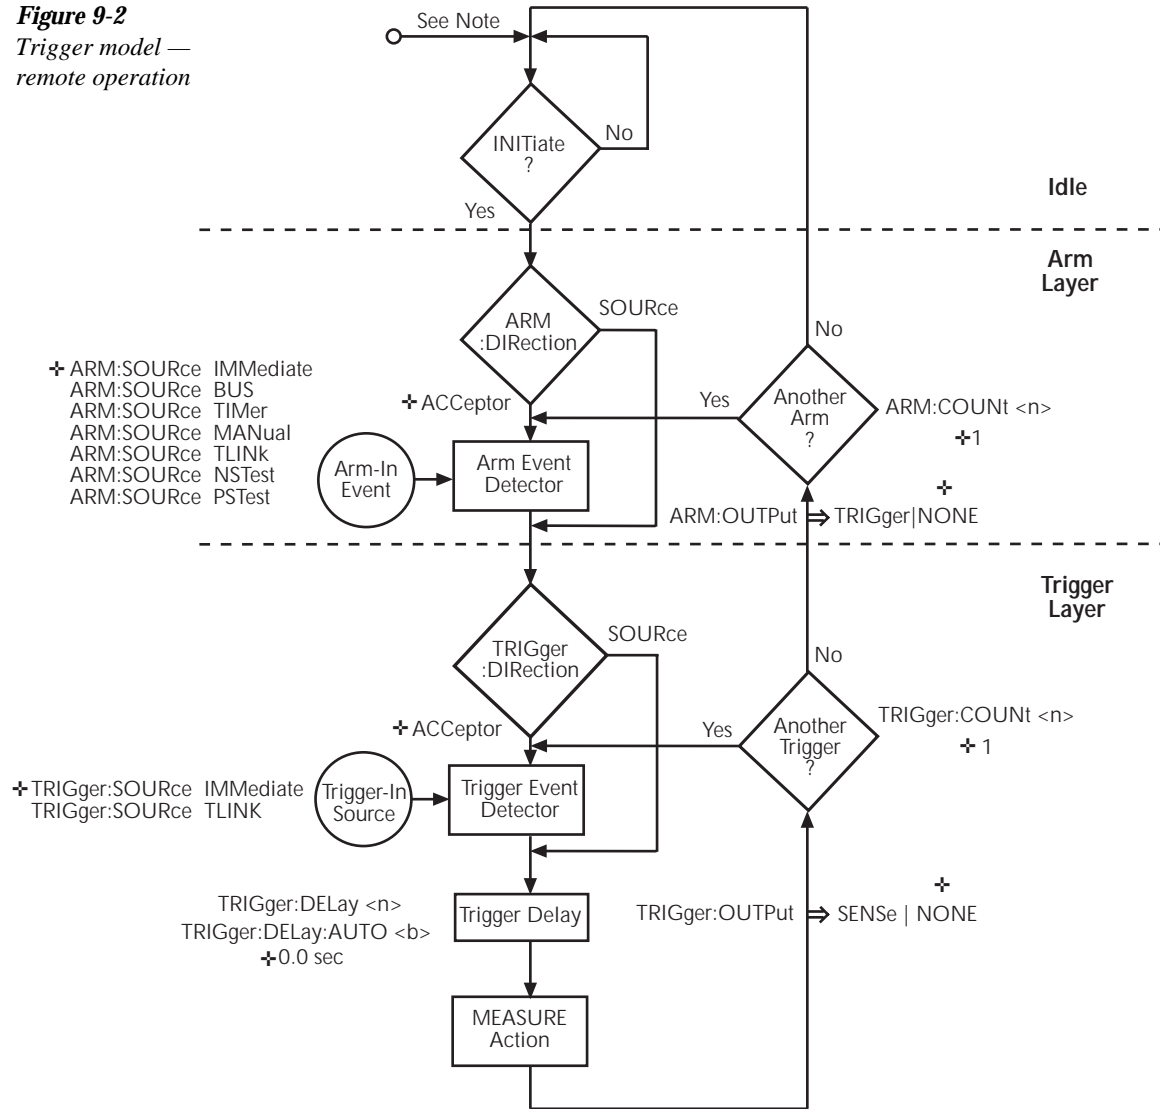 Figure 9-2
Trigger model —
remote operation
See Note
INITiate
?
No
Yes
Idle
Arm
Layer
ARM
:DIRection
SOURce
✛ ACCeptor
✛ ARM:SOURce IMMediate
ARM:SOURce BUS
ARM:SOURce TIMer
ARM:SOURce MANual
ARM:SOURce TLINk
ARM:SOURce NSTest
ARM:SOURce PSTest
Arm-In
Event
Arm Event
Detector
No
Yes
Another
Arm
?
ARM:COUNt <n>
✛1
✛
ARM:OUTPut ⇒ TRIGger|NONE
Trigger
Layer
TRIGger
:DIRection
SOURce
✛ ACCeptor
No
Yes
Another
Trigger
?
TRIGger:COUNt <n>
✛ 1
✛TRIGger:SOURce IMMediate
TRIGger:SOURce TLINK
Trigger-In
Source
Trigger Event
Detector
TRIGger:DELay <n>
TRIGger:DELay:AUTO <b>
✛0.0 sec
Trigger Delay
✛
TRIGger:OUTPut ⇒ SENSe | NONE
MEASURE
Action